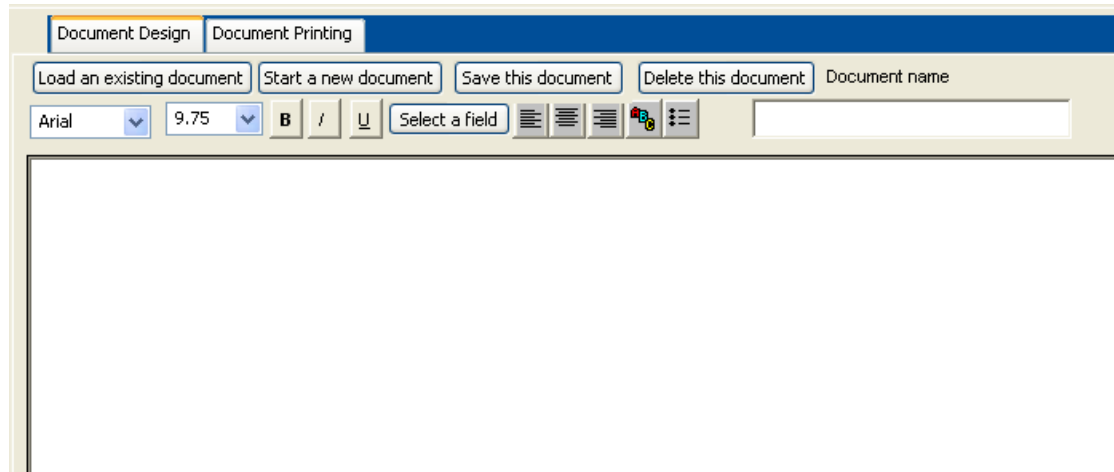 Document Design Document Printing
Load an existing document Start a new document Save this document Delete this document Document name
Arial 9.75 B I U Select a field ABC